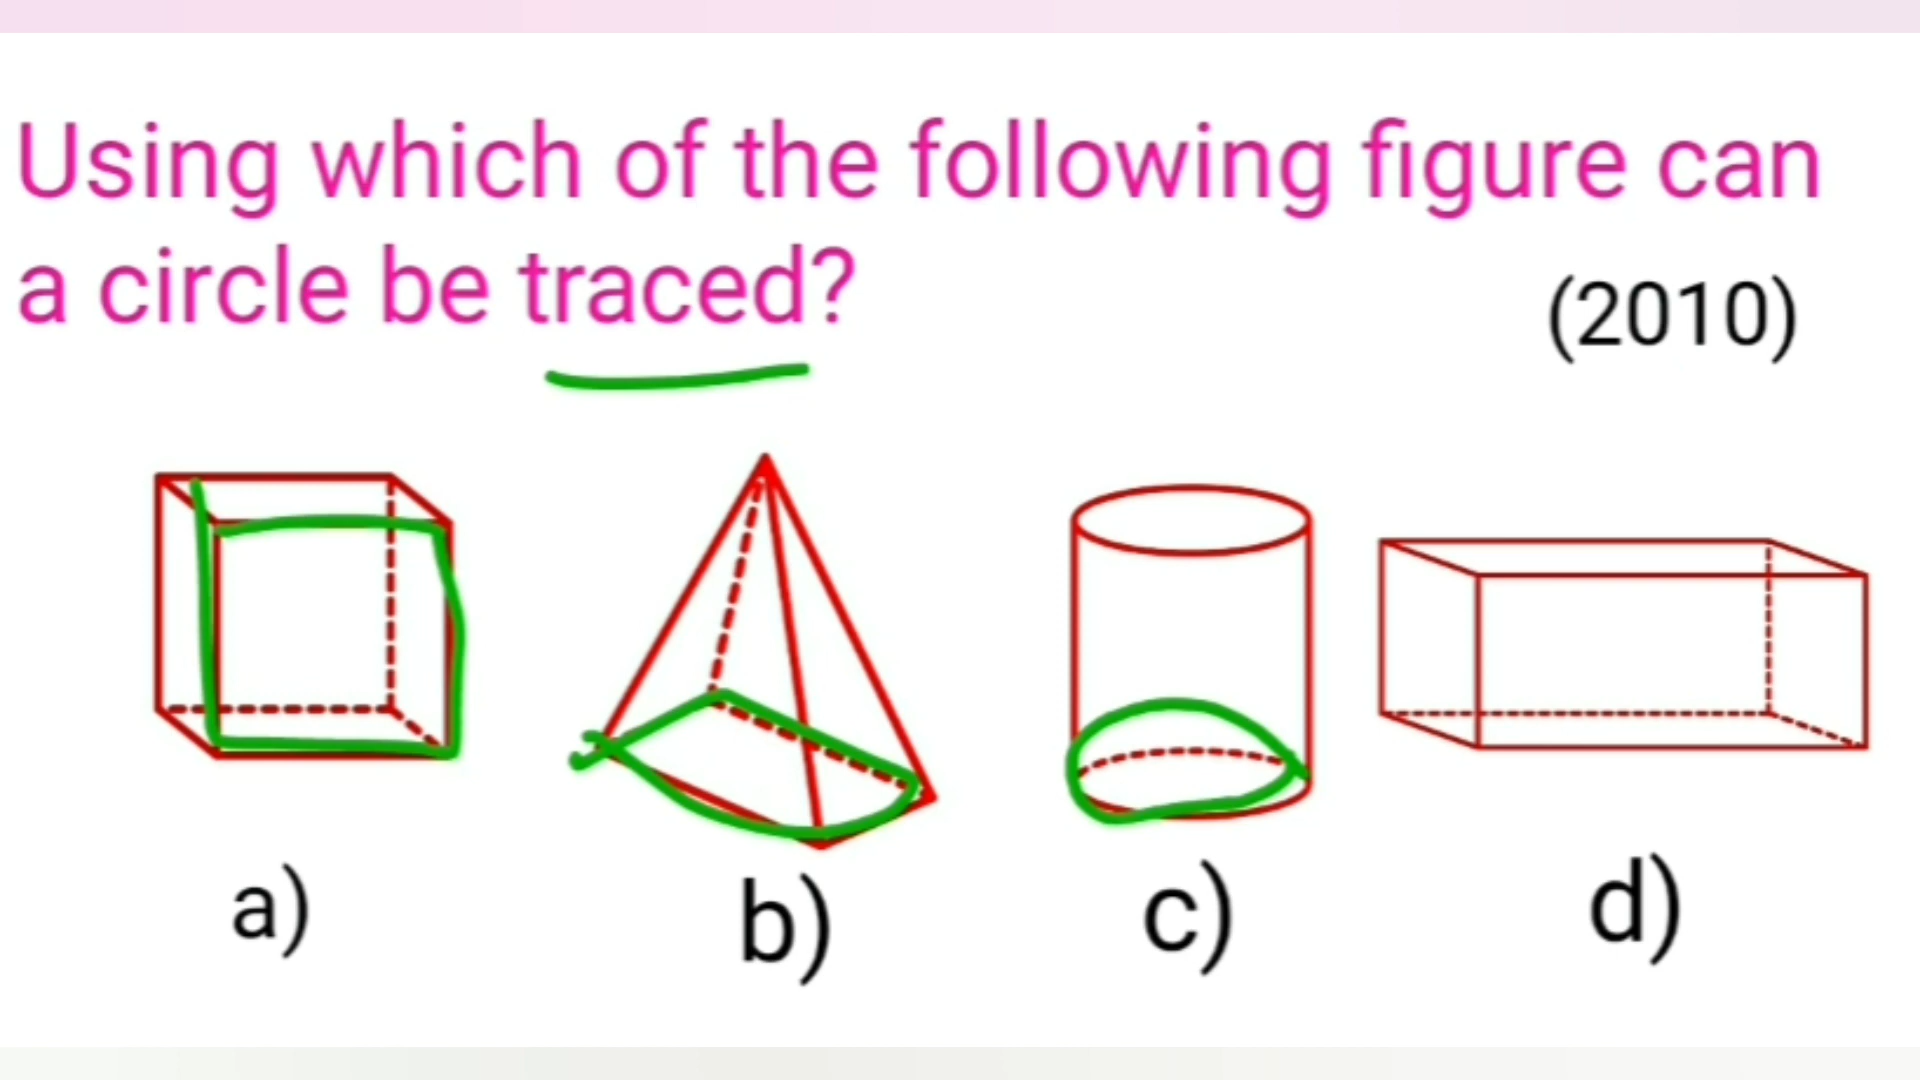 Using which of the following figure can
a circle be traced?
(2010)
a) b) c) d)